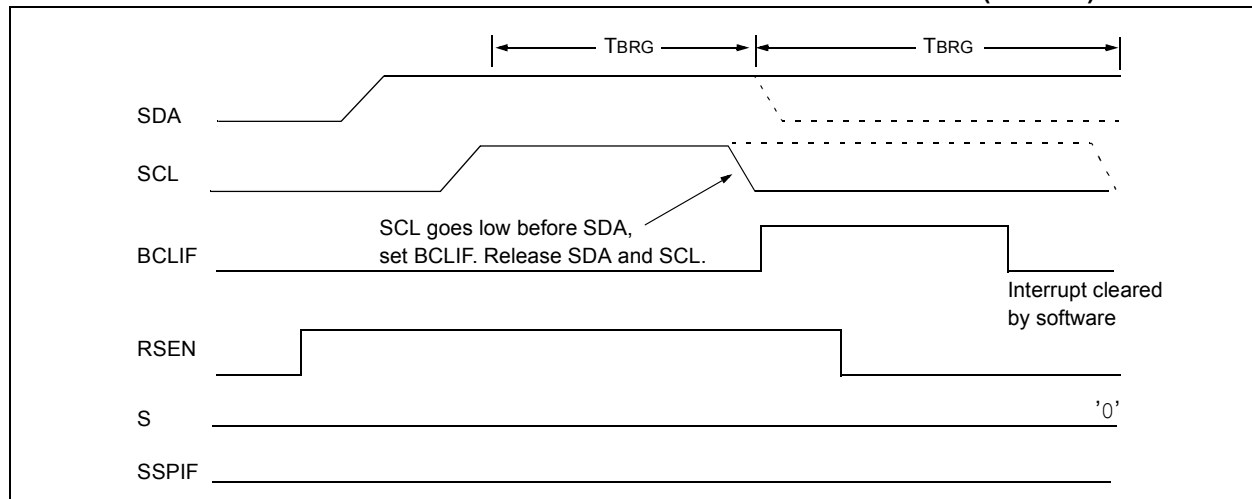 TBRG TBRG
SDA
SCL
SCL goes low before SDA,
set BCLIF. Release SDA and SCL.
BCLIF
Interrupt cleared
by software
RSEN
S '0'
SSPIF